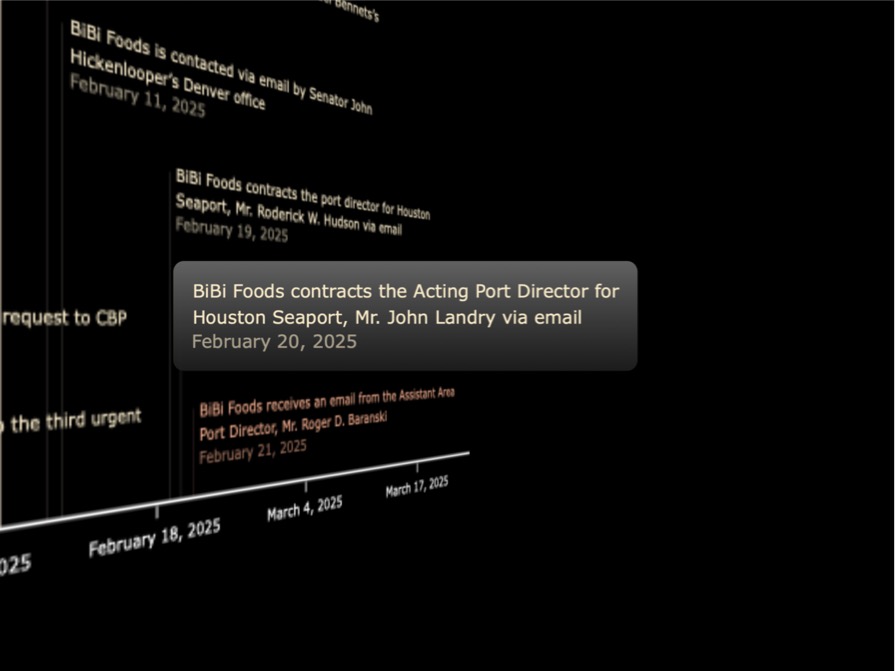 Bennets's
BiBi Foods is contacted via email by Senator John
Hickenlooper's Denver office
February 11, 2025
BiBi Foods contracts the port director for Houston
Seaport, Mr. Roderick W. Hudson via email
February 19, 2025
BiBi Foods contracts the Acting Port Director for
Houston Seaport, Mr. John Landry via email
February 20, 2025
request to CBP
the third urgent
BiBi Foods receives an email from the Assistant Area
Port Director, Mr. Roger D. Baranski
February 21, 2025
025
February 18, 2025
March 4, 2025
March 17, 2025